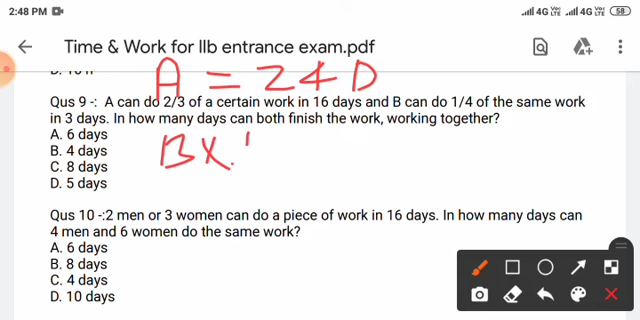 2:48 PM 4G VoLTE 4G VoLTE 58
Time & Work for IIb entrance exam.pdf
A = 24 D
Qus 9 -: A can do 2/3 of a certain work in 16 days and B can do 1/4 of the same work
in 3 days. In how many days can both finish the work, working together?
A. 6 days
B. 4 days
C. 8 days
D. 5 days
B x
Qus 10 -:2 men or 3 women can do a piece of work in 16 days. In how many days can
4 men and 6 women do the same work?
A. 6 days
B. 8 days
C. 4 days
D. 10 days